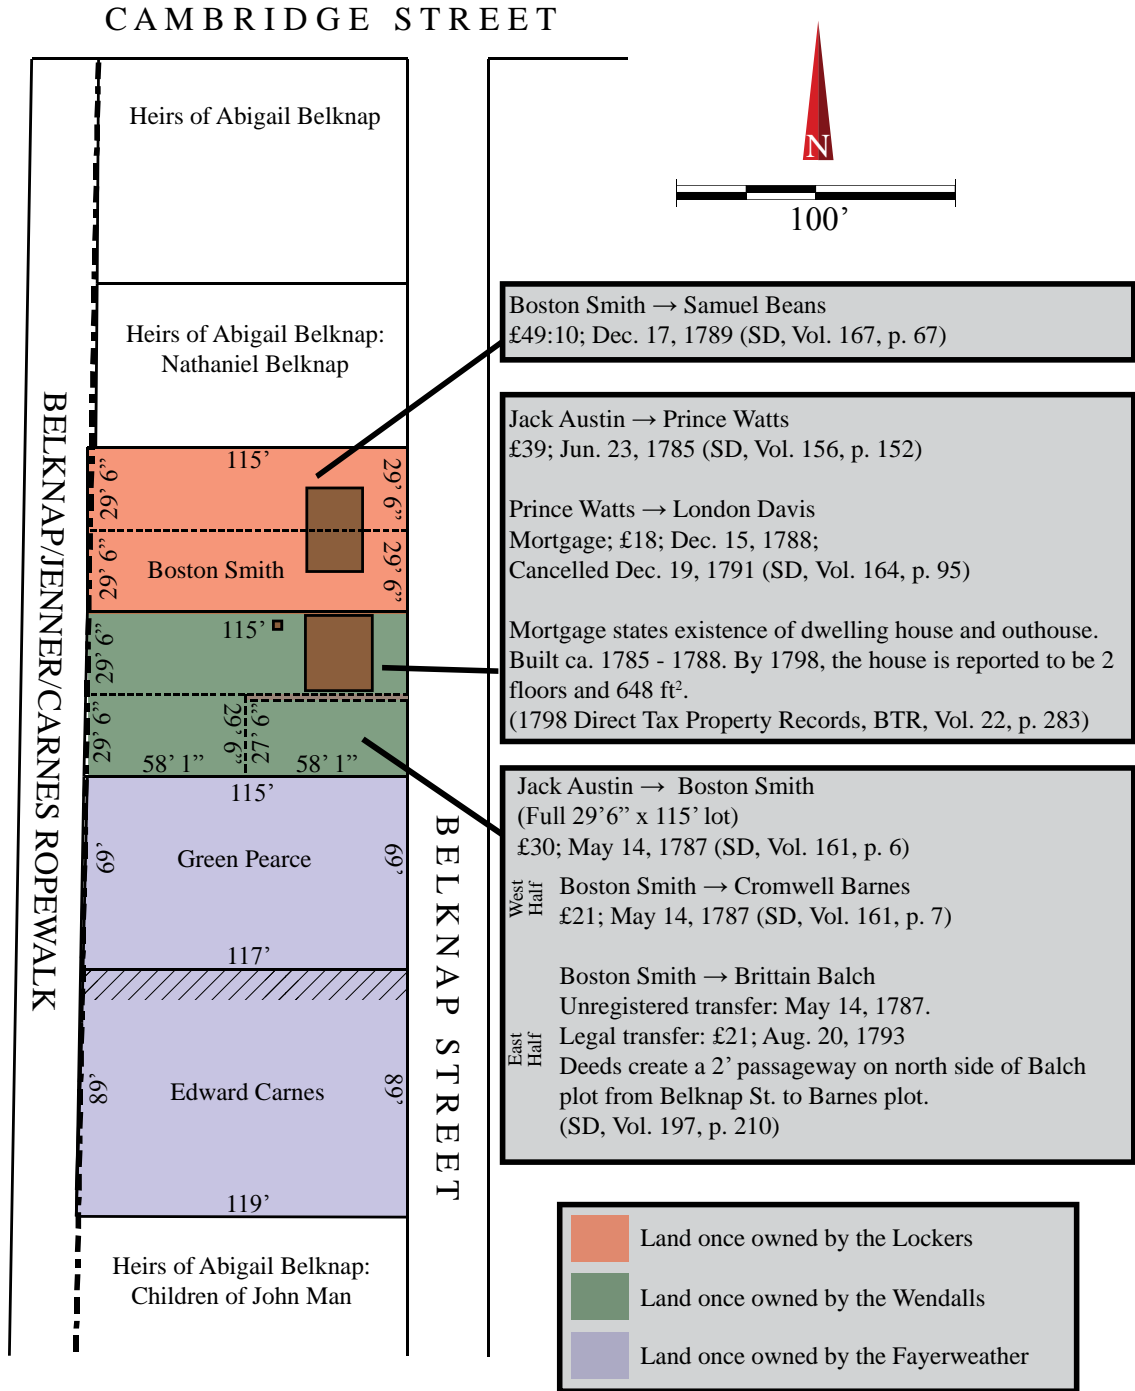 CAMBRIDGE STREET
Heirs of Abigail Belknap
N
100’
Heirs of Abigail Belknap:
Nathaniel Belknap
BELKNAP/JENNER/CARNES ROPEWALK
BELKNAP STREET
115’
29’ 6”
29’ 6”
29’ 6”
29’ 6”
Boston Smith
115’
29’ 6”
29’ 6”
29’ 6”
27’ 6”
58’ 1”
58’ 1”
115’
69’
Green Pearce
69’
117’
89’
Edward Carnes
89’
119’
Heirs of Abigail Belknap:
Children of John Man
Boston Smith → Samuel Beans
£49:10; Dec. 17, 1789 (SD, Vol. 167, p. 67)
Jack Austin → Prince Watts
£39; Jun. 23, 1785 (SD, Vol. 156, p. 152)
Prince Watts → London Davis
Mortgage; £18; Dec. 15, 1788;
Cancelled Dec. 19, 1791 (SD, Vol. 164, p. 95)
Mortgage states existence of dwelling house and outhouse.
Built ca. 1785 - 1788. By 1798, the house is reported to be 2
floors and 648 ft².
(1798 Direct Tax Property Records, BTR, Vol. 22, p. 283)
Jack Austin → Boston Smith
(Full 29’6” x 115’ lot)
£30; May 14, 1787 (SD, Vol. 161, p. 6)
West
Half
Boston Smith → Cromwell Barnes
£21; May 14, 1787 (SD, Vol. 161, p. 7)
East
Half
Boston Smith → Brittain Balch
Unregistered transfer: May 14, 1787.
Legal transfer: £21; Aug. 20, 1793
Deeds create a 2’ passageway on north side of Balch
plot from Belknap St. to Barnes plot.
(SD, Vol. 197, p. 210)
Land once owned by the Lockers
Land once owned by the Wendalls
Land once owned by the Fayerweather